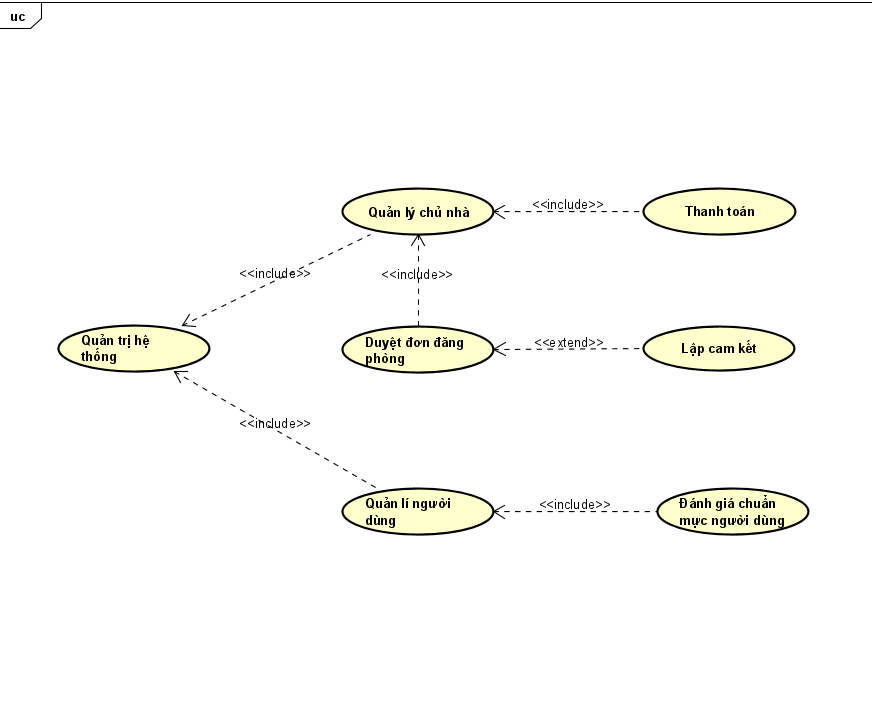 uc
Quản lý chủ nhà
<<include>>
Thanh toán
<<include>>
<<include>>
Quản trị hệ
thống
Duyệt đơn đăng
phòng
<<extend>>
Lập cam kết
<<include>>
Quản lí người
dùng
<<include>>
Đánh giá chuẩn
mực người dùng